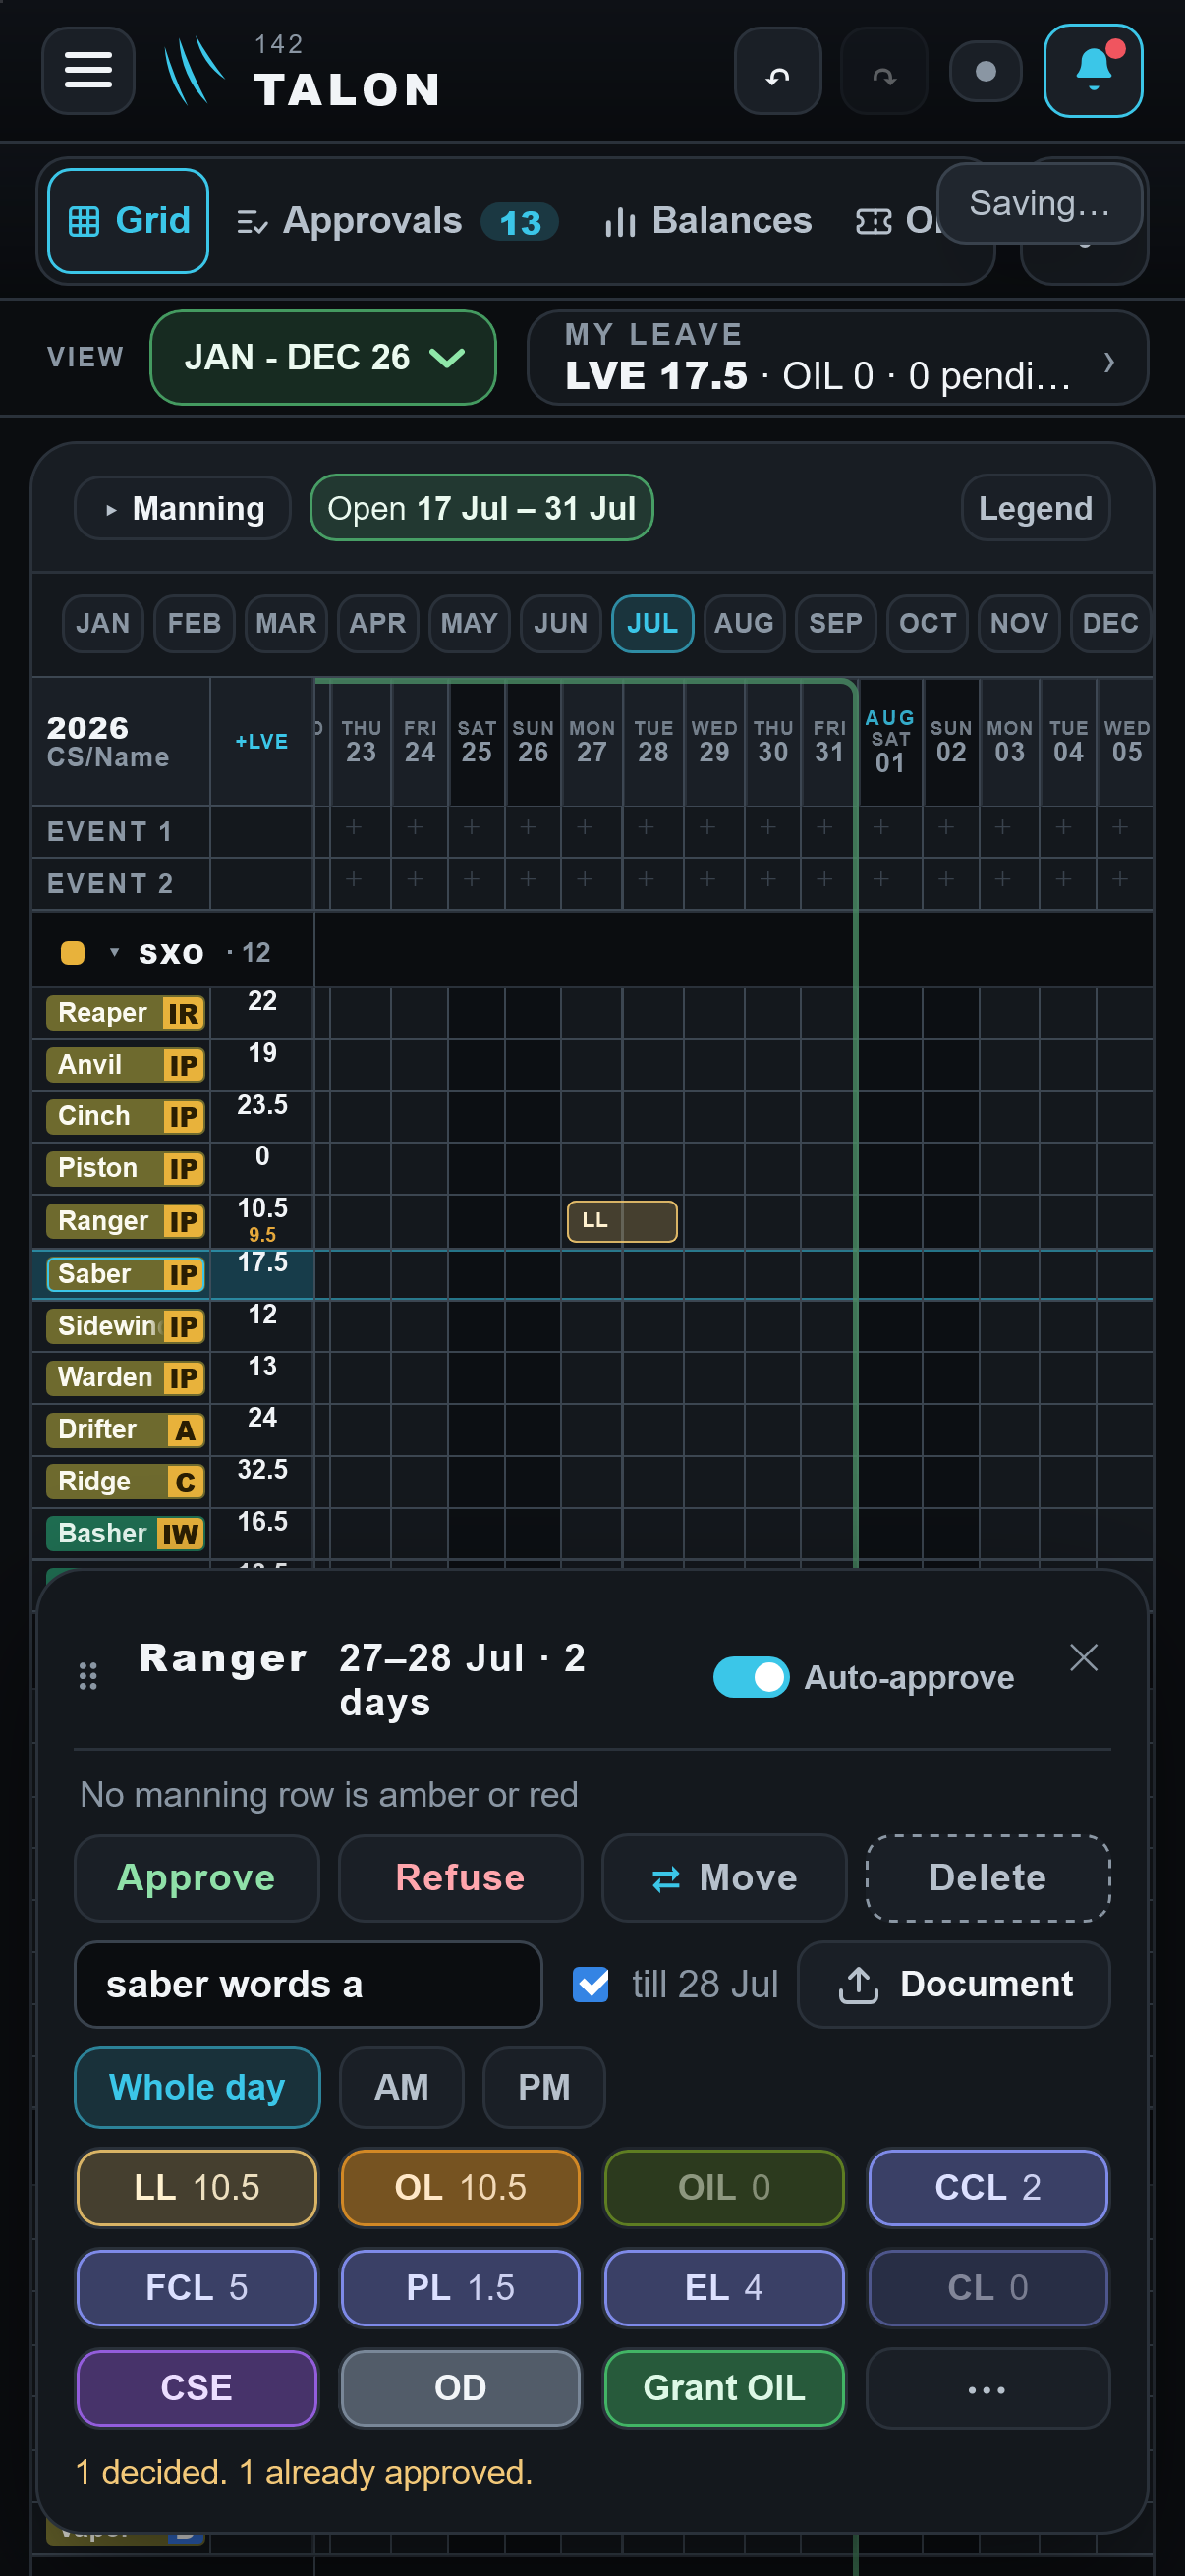 142
TALON
Grid
Approvals 13
Balances
Saving…
VIEW
JAN - DEC 26
MY LEAVE
LVE 17.5 · OIL 0 · 0 pendi…
Manning
Open 17 Jul – 31 Jul
Legend
JAN FEB MAR APR MAY JUN JUL AUG SEP OCT NOV DEC
2026
CS/Name
+LVE
THU 23
FRI 24
SAT 25
SUN 26
MON 27
TUE 28
WED 29
THU 30
FRI 31
AUG SAT 01
SUN 02
MON 03
TUE 04
WED 05
EVENT 1 + + + + + + + + + + + + + +
EVENT 2 + + + + + + + + + + + + + +
SXO · 12
Reaper IR 22
Anvil IP 19
Cinch IP 23.5
Piston IP 0
Ranger IP 10.5
9.5
LL
Saber IP 17.5
Sidewin IP 12
Warden IP 13
Drifter A 24
Ridge C 32.5
Basher IW 16.5
Ranger 27–28 Jul · 2
days
Auto-approve
No manning row is amber or red
Approve
Refuse
Move
Delete
saber words a
till 28 Jul
Document
Whole day
AM
PM
LL 10.5
OL 10.5
OIL 0
CCL 2
FCL 5
PL 1.5
EL 4
CL 0
CSE
OD
Grant OIL
…
1 decided. 1 already approved.